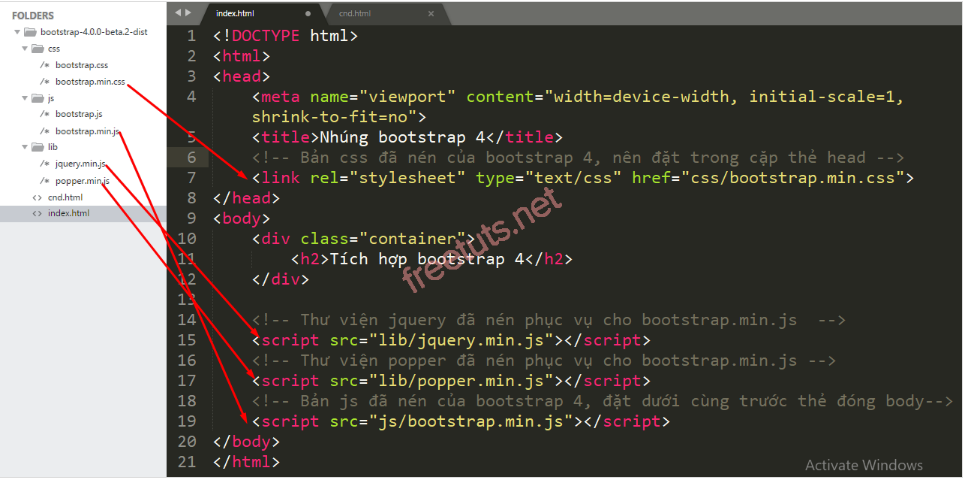 FOLDERS
bootstrap-4.0.0-beta.2-dist
css
/* bootstrap.css
/* bootstrap.min.css
js
/* bootstrap.js
/* bootstrap.min.js
lib
/* jquery.min.js
/* popper.min.js
<> cnd.html
<> index.html
index.html
cnd.html
1 <!DOCTYPE html>
2 <html>
3 <head>
4 <meta name="viewport" content="width=device-width, initial-scale=1,
shrink-to-fit=no">
5 <title>Nhúng bootstrap 4</title>
6 <!-- Bản css đã nén của bootstrap 4, nên đặt trong cặp thẻ head -->
7 <link rel="stylesheet" type="text/css" href="css/bootstrap.min.css">
8 </head>
9 <body>
10 <div class="container">
11 <h2>Tích hợp bootstrap 4</h2>
12 </div>
13
14 <!-- Thư viện jquery đã nén phục vụ cho bootstrap.min.js -->
15 <script src="lib/jquery.min.js"></script>
16 <!-- Thư viện popper đã nén phục vụ cho bootstrap.min.js -->
17 <script src="lib/popper.min.js"></script>
18 <!-- Bản js đã nén của bootstrap 4, đặt dưới cùng trước thẻ đóng body-->
19 <script src="js/bootstrap.min.js"></script>
20 </body>
21 </html>
freetuts.net
Activate Windows